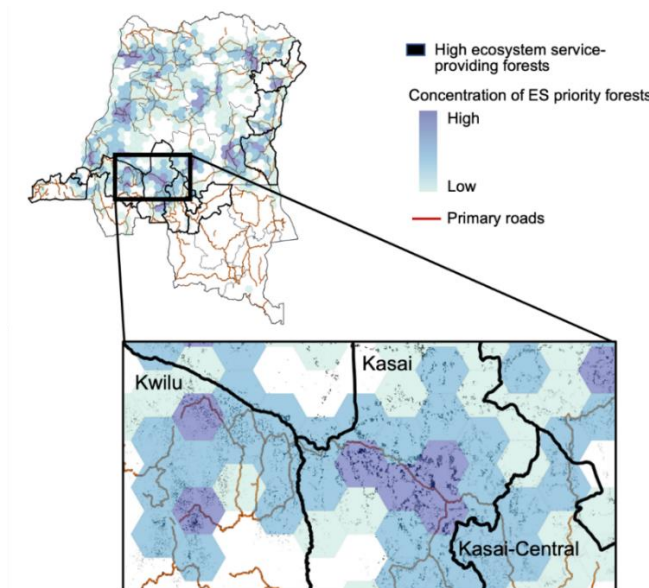 High ecosystem service-
providing forests
Concentration of ES priority forests
High
Low
Primary roads
Kwilu
Kasai
Kasai-Central